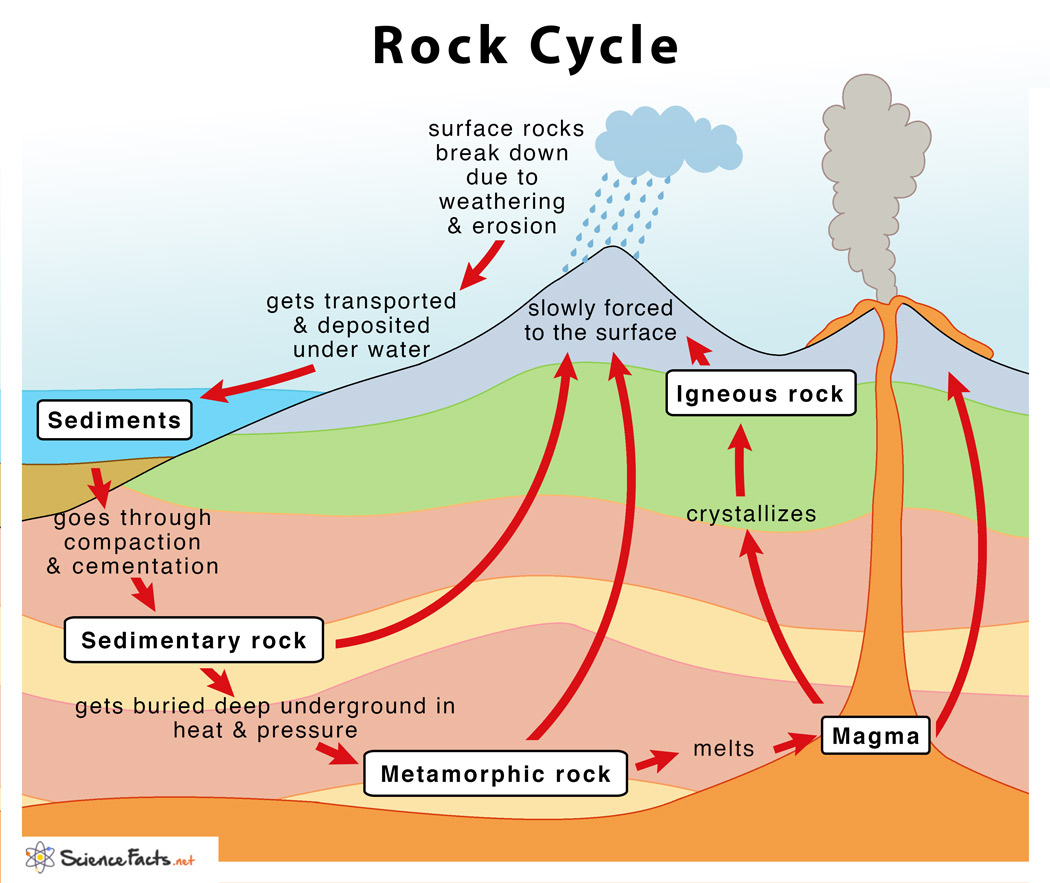 Rock Cycle
surface rocks
break down
due to
weathering
& erosion
gets transported
& deposited
under water
slowly forced
to the surface
Igneous rock
Sediments
crystallizes
goes through
compaction
& cementation
Sedimentary rock
gets buried deep underground in
heat & pressure
Metamorphic rock
melts
Magma
ScienceFacts.net